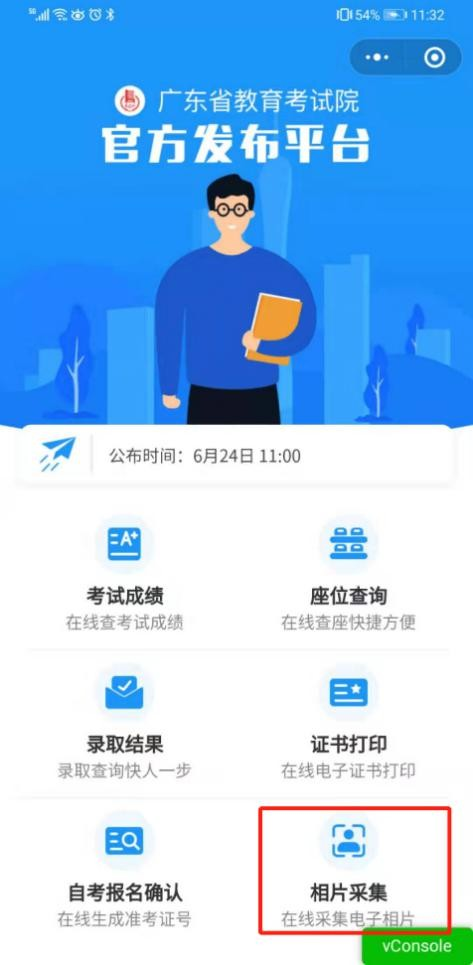 5G
54%
11:32
广东省教育考试院
官方发布平台
公布时间：6月24日 11:00
考试成绩
在线查考试成绩
座位查询
在线查座快捷方便
录取结果
录取查询快人一步
证书打印
在线电子证书打印
自考报名确认
在线生成准考证号
相片采集
在线采集电子相片
vConsole